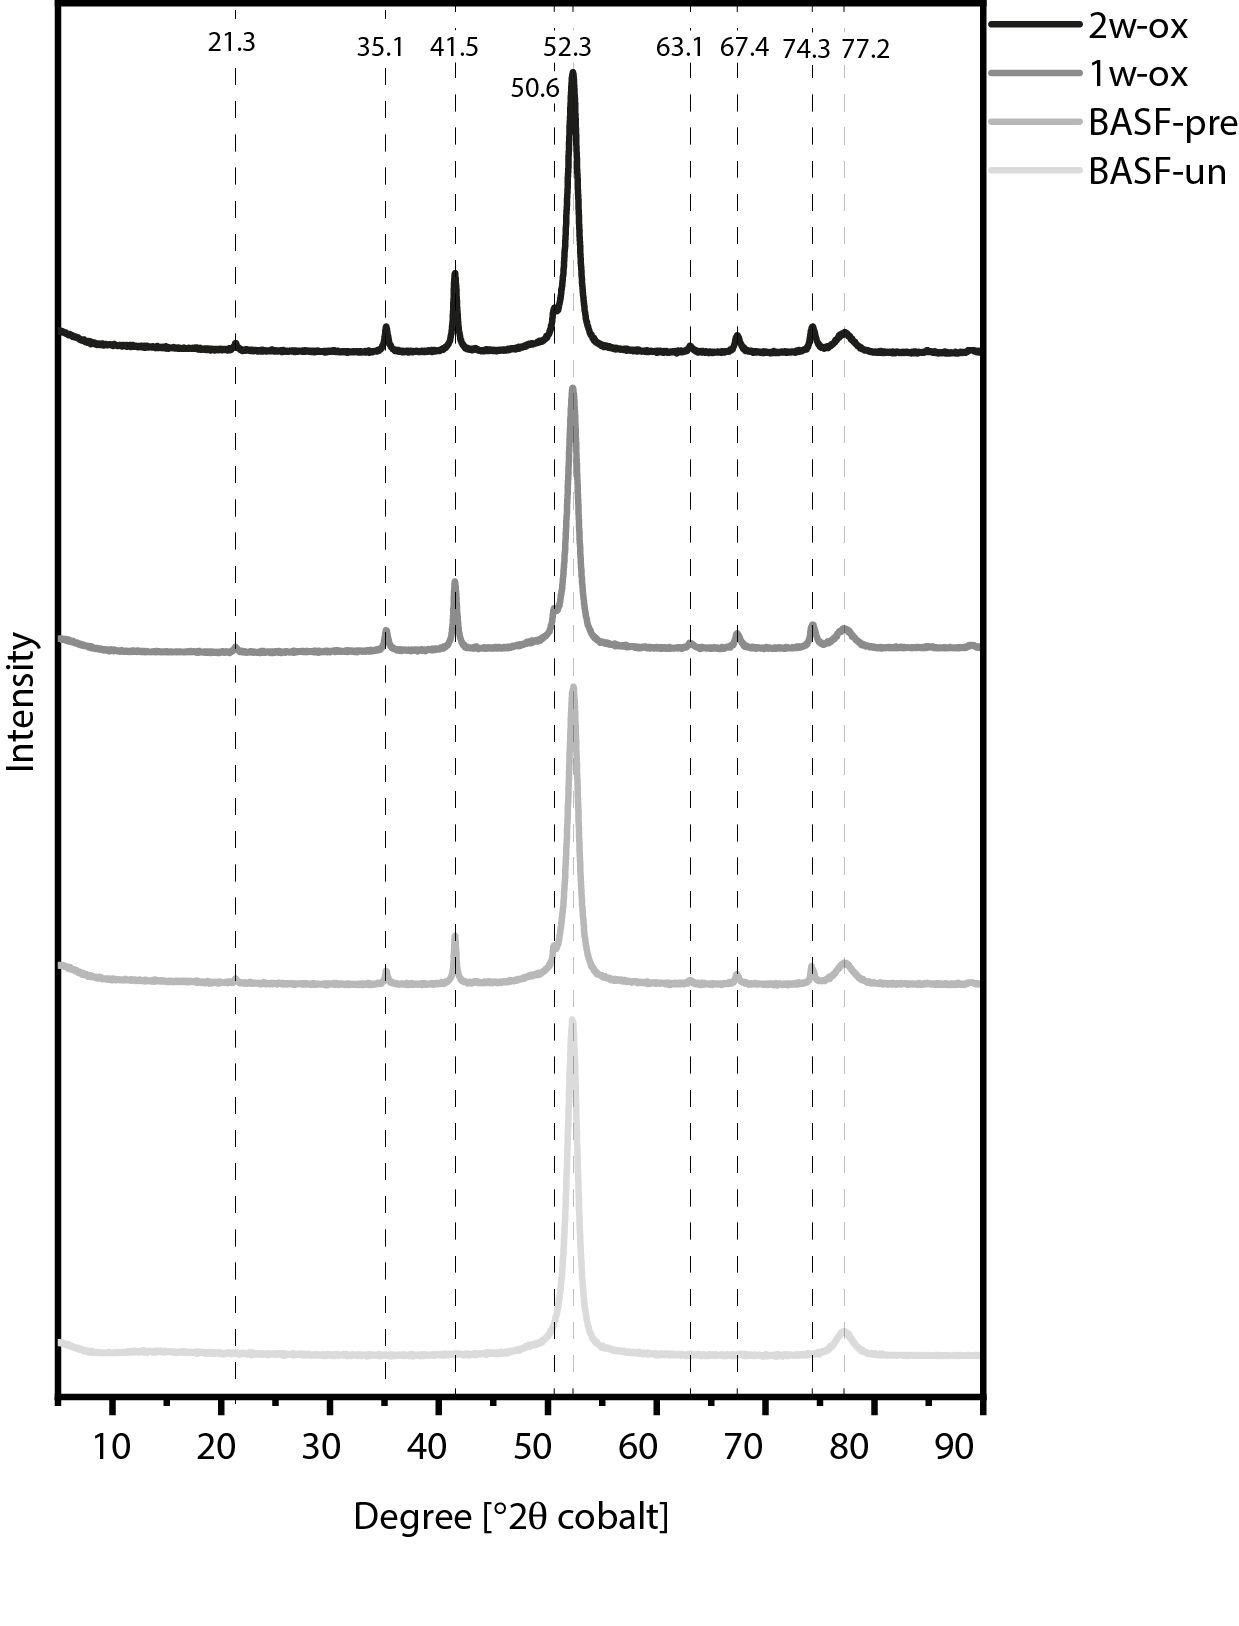 21.3 35.1 41.5 52.3 63.1 67.4 74.3 77.2
50.6
2w-ox
1w-ox
BASF-pre
BASF-un
Intensity
10 20 30 40 50 60 70 80 90
Degree [°2θ cobalt]